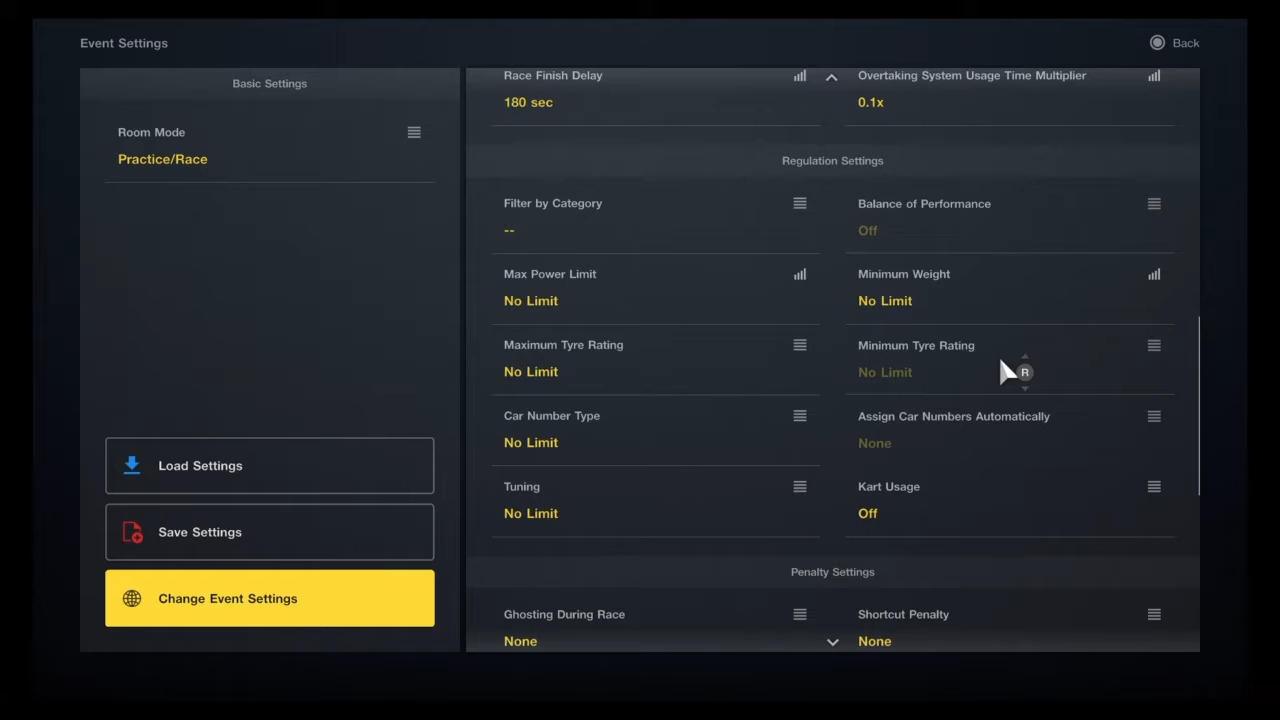 Event Settings
Back
Basic Settings
Room Mode
Practice/Race
Load Settings
Save Settings
Change Event Settings
Race Finish Delay
180 sec
Overtaking System Usage Time Multiplier
0.1x
Regulation Settings
Filter by Category
--
Balance of Performance
Off
Max Power Limit
No Limit
Minimum Weight
No Limit
Maximum Tyre Rating
No Limit
Minimum Tyre Rating
No Limit
R
Car Number Type
No Limit
Assign Car Numbers Automatically
None
Tuning
No Limit
Kart Usage
Off
Penalty Settings
Ghosting During Race
None
Shortcut Penalty
None